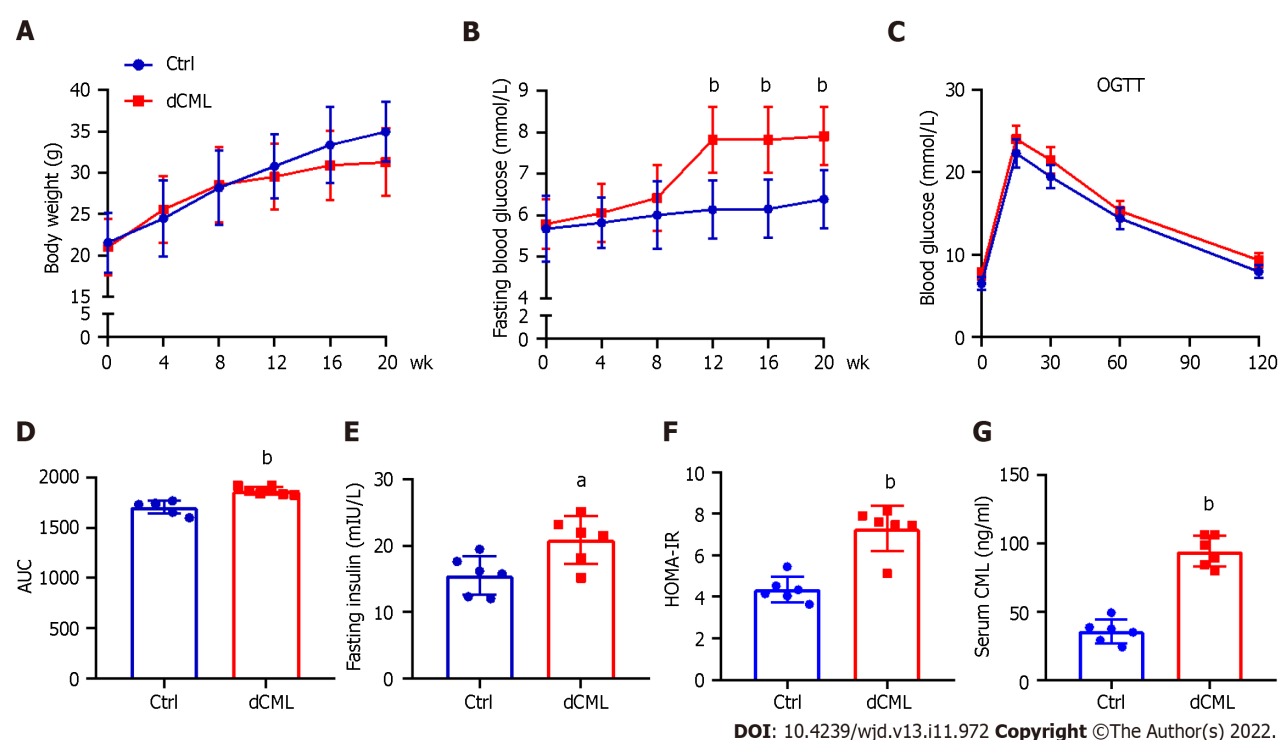 A
Ctrl
dCML
Body weight (g)
40
35
30
25
20
15
5
0
0 4 8 12 16 20 wk
B
Fasting blood glucose (mmol/L)
9
8
7
6
5
4
2
0
b b b
0 4 8 12 16 20 wk
C
OGTT
Blood glucose (mmol/L)
30
20
10
0
0 30 60 90 120
D
AUC
2000
1500
1000
500
0
b
Ctrl dCML
E
Fasting insulin (mIU/L)
30
20
10
0
a
Ctrl dCML
F
HOMA-IR
10
8
6
4
2
0
b
Ctrl dCML
G
Serum CML (ng/ml)
150
100
50
0
b
Ctrl dCML
DOI: 10.4239/wjd.v13.i11.972 Copyright ©The Author(s) 2022.